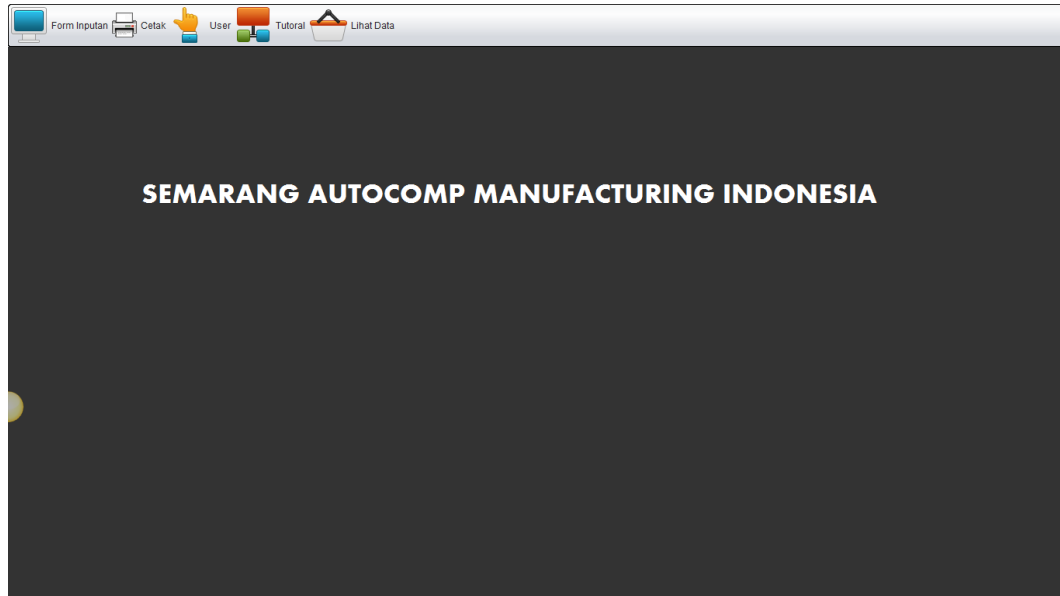 Form Inputan Cetak User Tutoral Lihat Data
SEMARANG AUTOCOMP MANUFACTURING INDONESIA